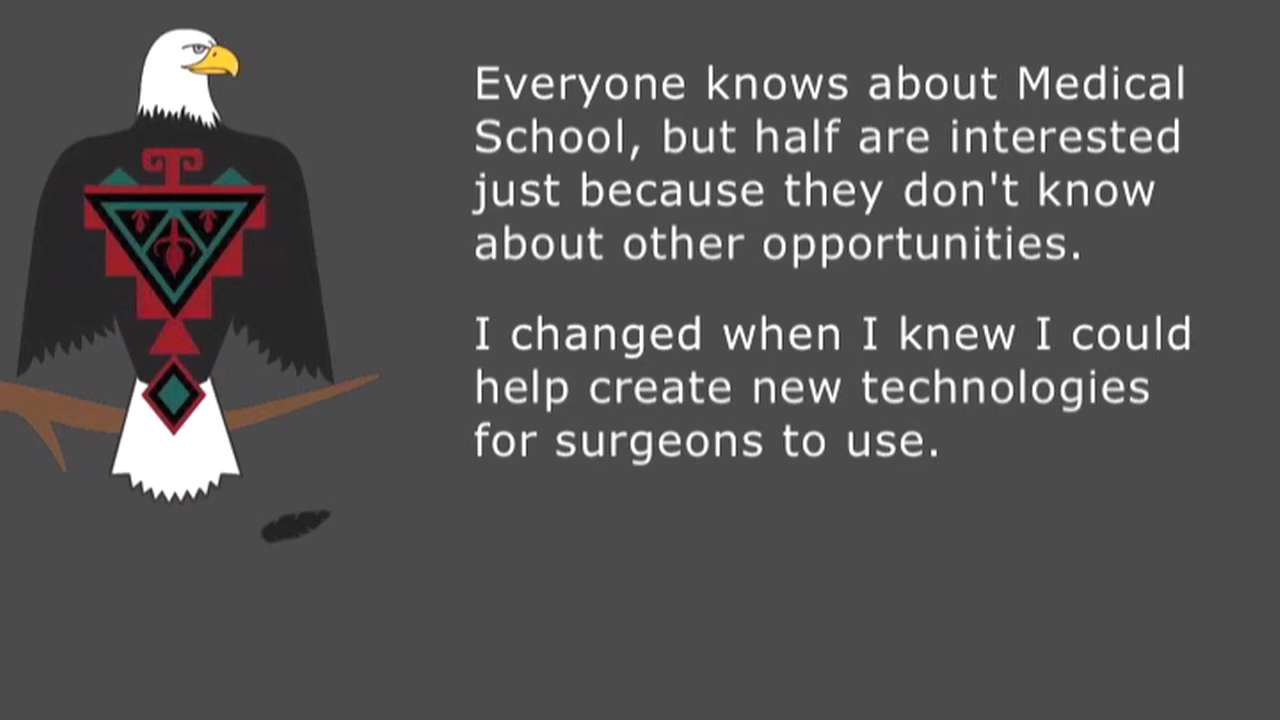 Everyone knows about Medical
School, but half are interested
just because they don't know
about other opportunities.
I changed when I knew I could
help create new technologies
for surgeons to use.